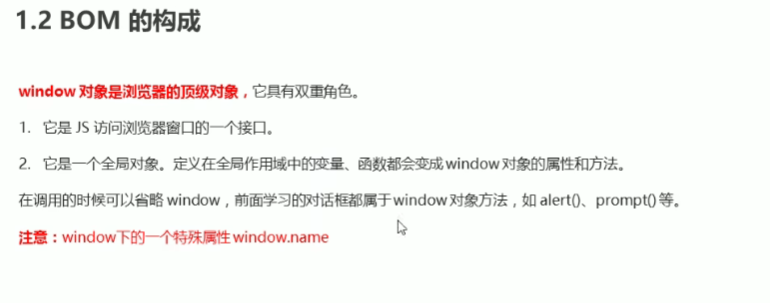 1.2 BOM 的构成
window 对象是浏览器的顶级对象，它具有双重角色。
1. 它是 JS 访问浏览器窗口的一个接口。
2. 它是一个全局对象。定义在全局作用域中的变量、函数都会变成 window 对象的属性和方法。
在调用的时候可以省略 window，前面学习的对话框都属于 window 对象方法，如 alert()、prompt() 等。
注意：window下的一个特殊属性 window.name